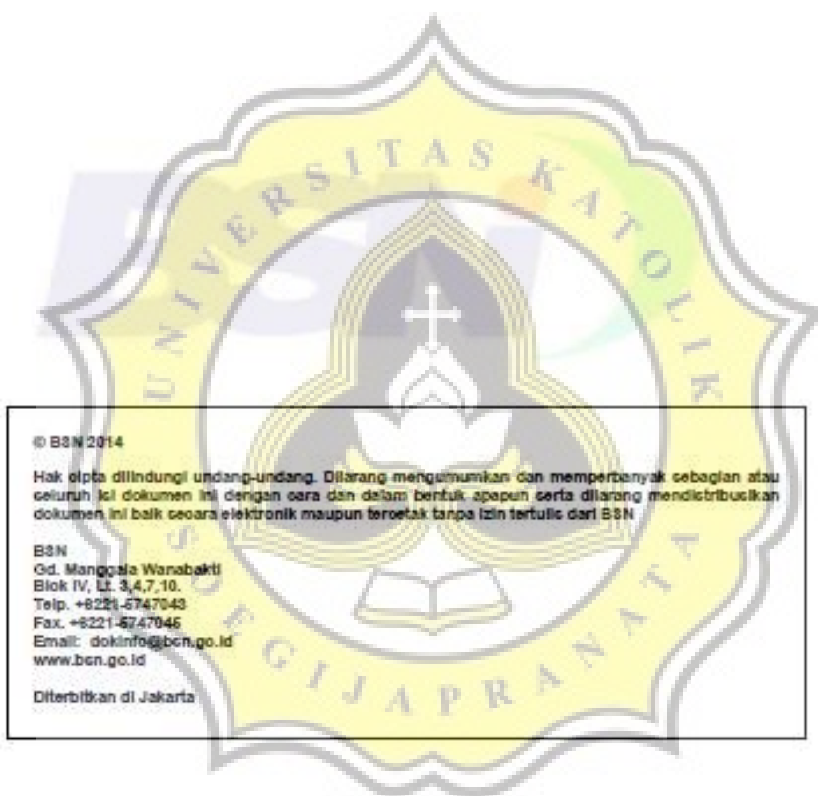 UNIVERSITAS KATOLIK
BSN
© BSN 2014
Hak cipta dilindungi undang-undang. Dilarang mengumumkan dan memperbanyak sebagian atau
seluruh isi dokumen ini dengan cara dan dalam bentuk apapun serta dilarang mendistribusikan
dokumen ini baik secara elektronik maupun tercetak tanpa izin tertulis dari BSN
BSN
Gd. Manggala Wanabakti
Blok IV, Lt. 3,4,7,10.
Telp. +6221-5747043
Fax. +6221-5747045
Email: dokinfo@bsn.go.id
www.bsn.go.id
Diterbitkan di Jakarta
SOEGIJAPRANATA